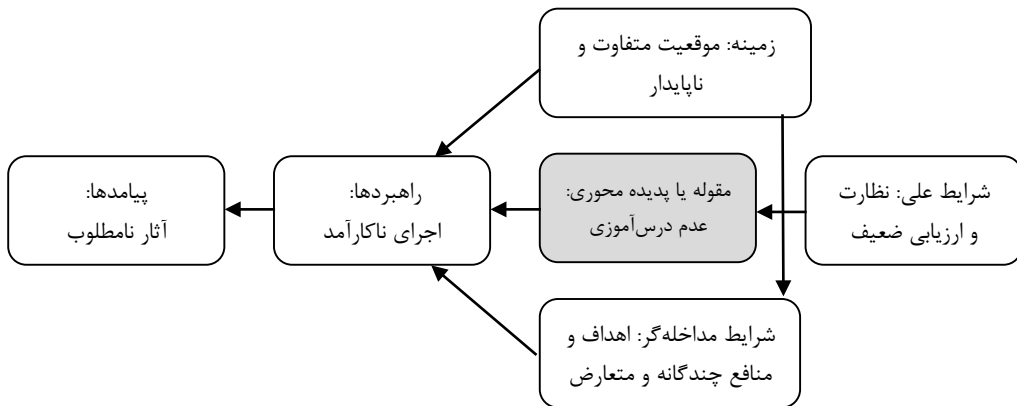 زمینه: موقعیت متفاوت و
ناپایدار
شرایط علی: نظارت
و ارزیابی ضعیف
مقوله یا پدیده محوری:
عدم درس‌آموزی
راهبردها:
اجرای ناکارآمد
پیامدها:
آثار نامطلوب
شرایط مداخله‌گر: اهداف و
منافع چندگانه و متعارض